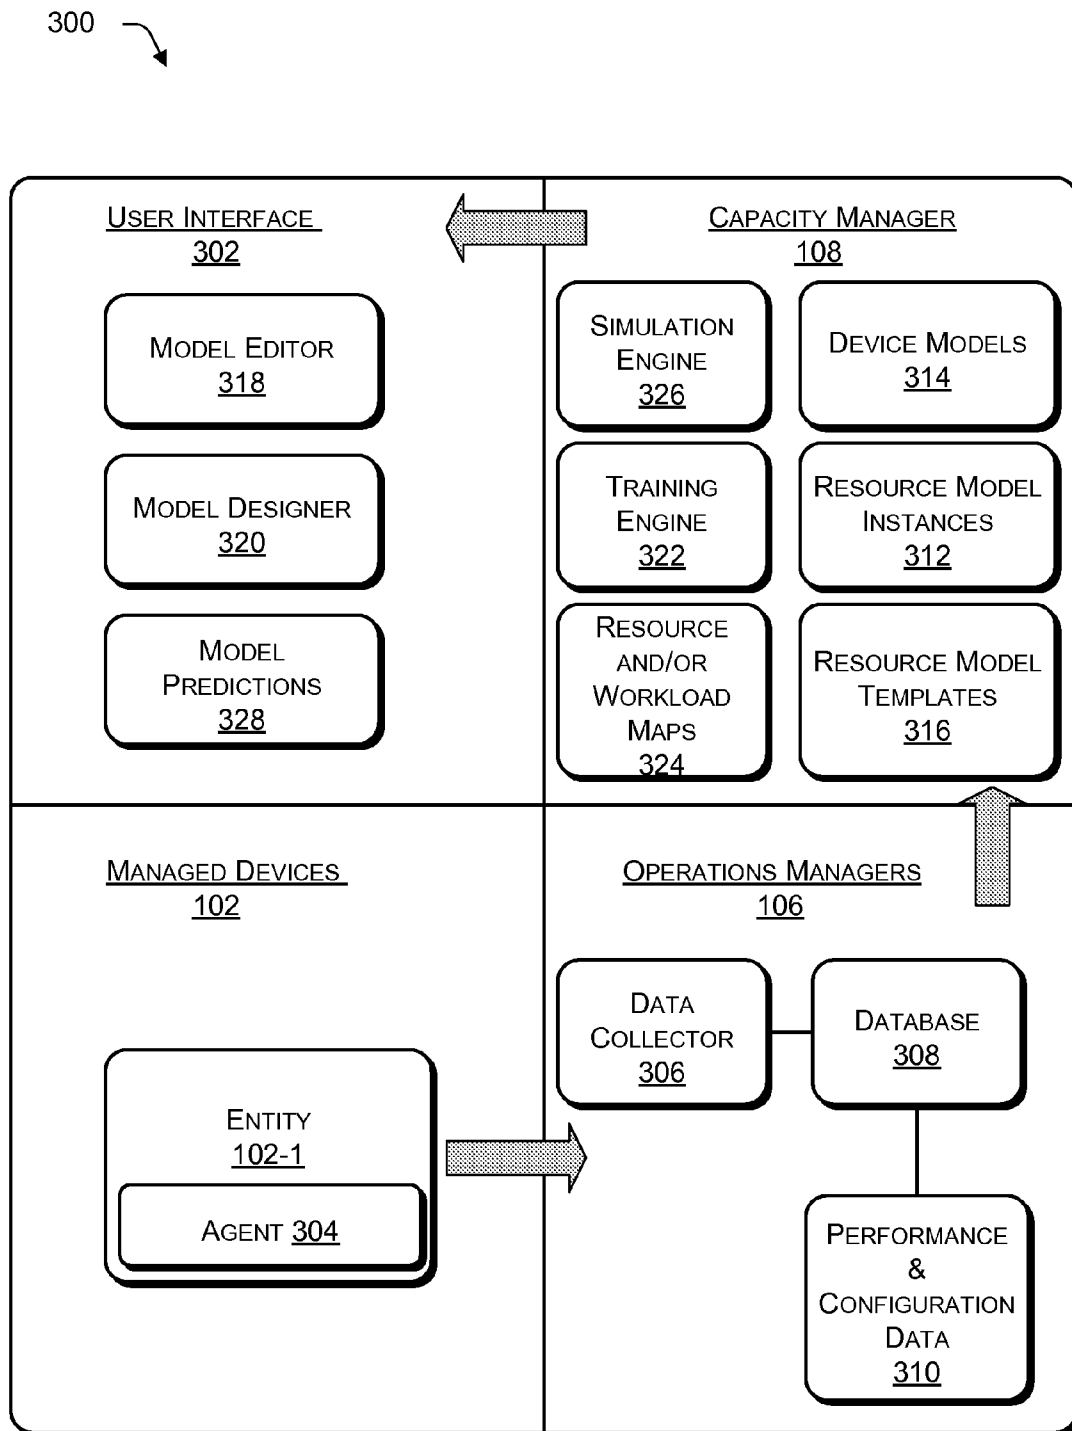 300
USER INTERFACE
302
MODEL EDITOR
318
MODEL DESIGNER
320
MODEL
PREDICTIONS
328
CAPACITY MANAGER
108
SIMULATION
ENGINE
326
DEVICE MODELS
314
TRAINING
ENGINE
322
RESOURCE MODEL
INSTANCES
312
RESOURCE
AND/OR
WORKLOAD
MAPS
324
RESOURCE MODEL
TEMPLATES
316
MANAGED DEVICES
102
ENTITY
102-1
AGENT 304
OPERATIONS MANAGERS
106
DATA
COLLECTOR
306
DATABASE
308
PERFORMANCE
&
CONFIGURATION
DATA
310